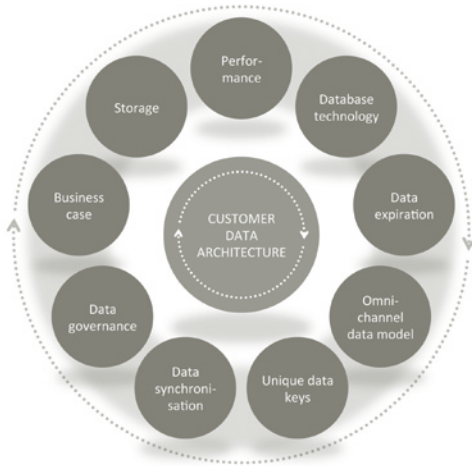 Perfor-
mance
Database
technology
Data
expiration
Omni-
channel
data model
Unique data
keys
Data
synchroni-
sation
Data
governance
Business
case
Storage
CUSTOMER
DATA
ARCHITECTURE